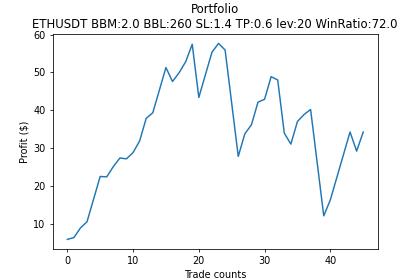 Portfolio
ETHUSDT BBM:2.0 BBL:260 SL:1.4 TP:0.6 lev:20 WinRatio:72.0
60
50
40
30
20
10
Profit ($)
0 10 20 30 40
Trade counts